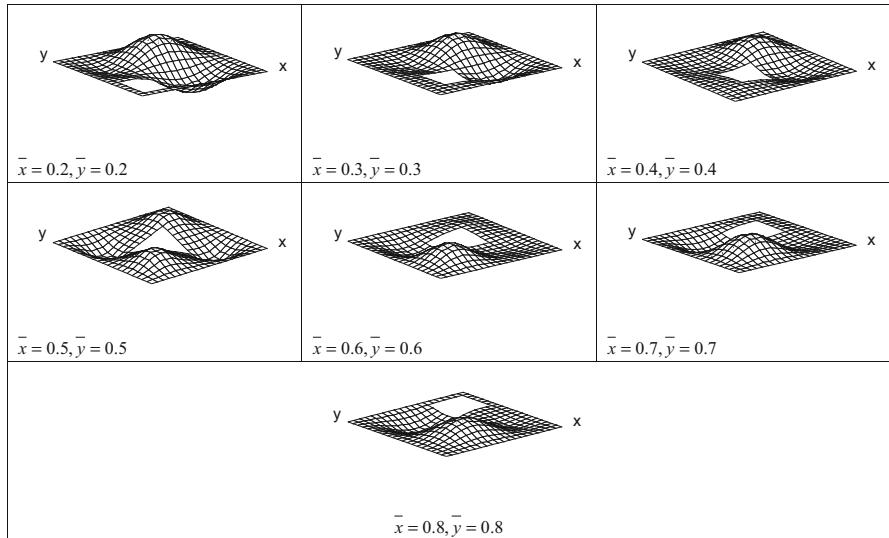 y x
x̄ = 0.2, ȳ = 0.2
y x
x̄ = 0.3, ȳ = 0.3
y x
x̄ = 0.4, ȳ = 0.4
y x
x̄ = 0.5, ȳ = 0.5
y x
x̄ = 0.6, ȳ = 0.6
y x
x̄ = 0.7, ȳ = 0.7
y x
x̄ = 0.8, ȳ = 0.8